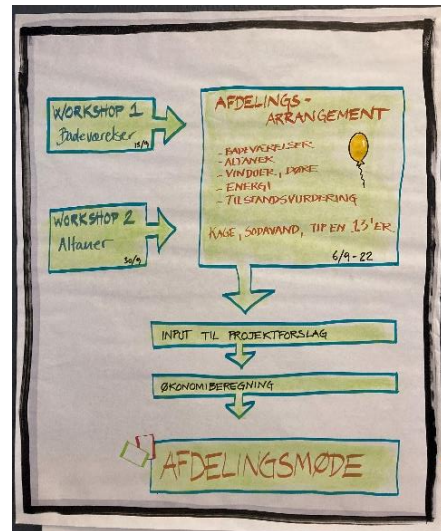 WORKSHOP 1
Badeværelser
15/9
WORKSHOP 2
Altaner
30/9
AFDELINGS-
ARRANGEMENT
- BADEVÆRELSER
- ALTANER
- VINDUER, DØRE
- ENERGI
- TILSTANDSVURDERING
KAGE, SODAVAND, TIP EN 13'ER
6/9-22
INPUT TIL PROJEKTFORSLAG
ØKONOMIBEREGNING
AFDELINGSMØDE